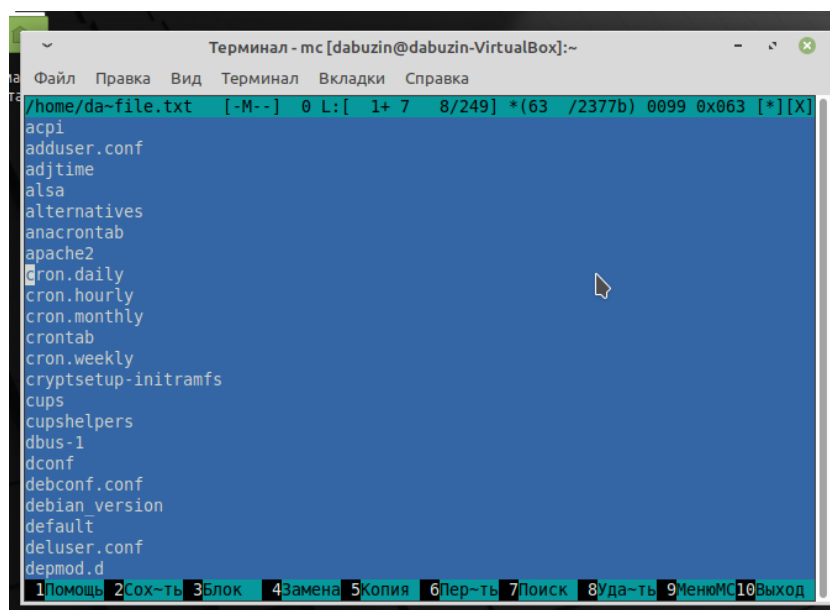 Терминал - mc [dabuzin@dabuzin-VirtualBox]:~
Файл Правка Вид Терминал Вкладки Справка
/home/da~file.txt [-M--] 0 L:[ 1+ 7 8/249] *(63 /2377b) 0099 0x063 [*][X]
acpi
adduser.conf
adjtime
alsa
alternatives
anacrontab
apache2
cron.daily
cron.hourly
cron.monthly
crontab
cron.weekly
cryptsetup-initramfs
cups
cupshelpers
dbus-1
dconf
debconf.conf
debian_version
default
deluser.conf
depmod.d
1Помощь 2Сох~ть 3Блок 4Замена 5Копия 6Пер~ть 7Поиск 8Уда~ть 9МенюMC 10Выход